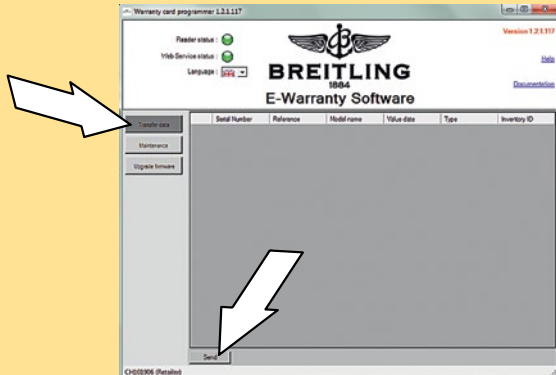 Warranty card programmer 1.2.1.117
Reader status :
Web Service status :
Language :
BREITLING
1884
E-Warranty Software
Version 1.2.1.117
Help
Documentation
Transfer data
Maintenance
Upgrade firmware
Serial Number Reference Model name Value date Type Inventory ID
Send
CH101906 (Retailer)